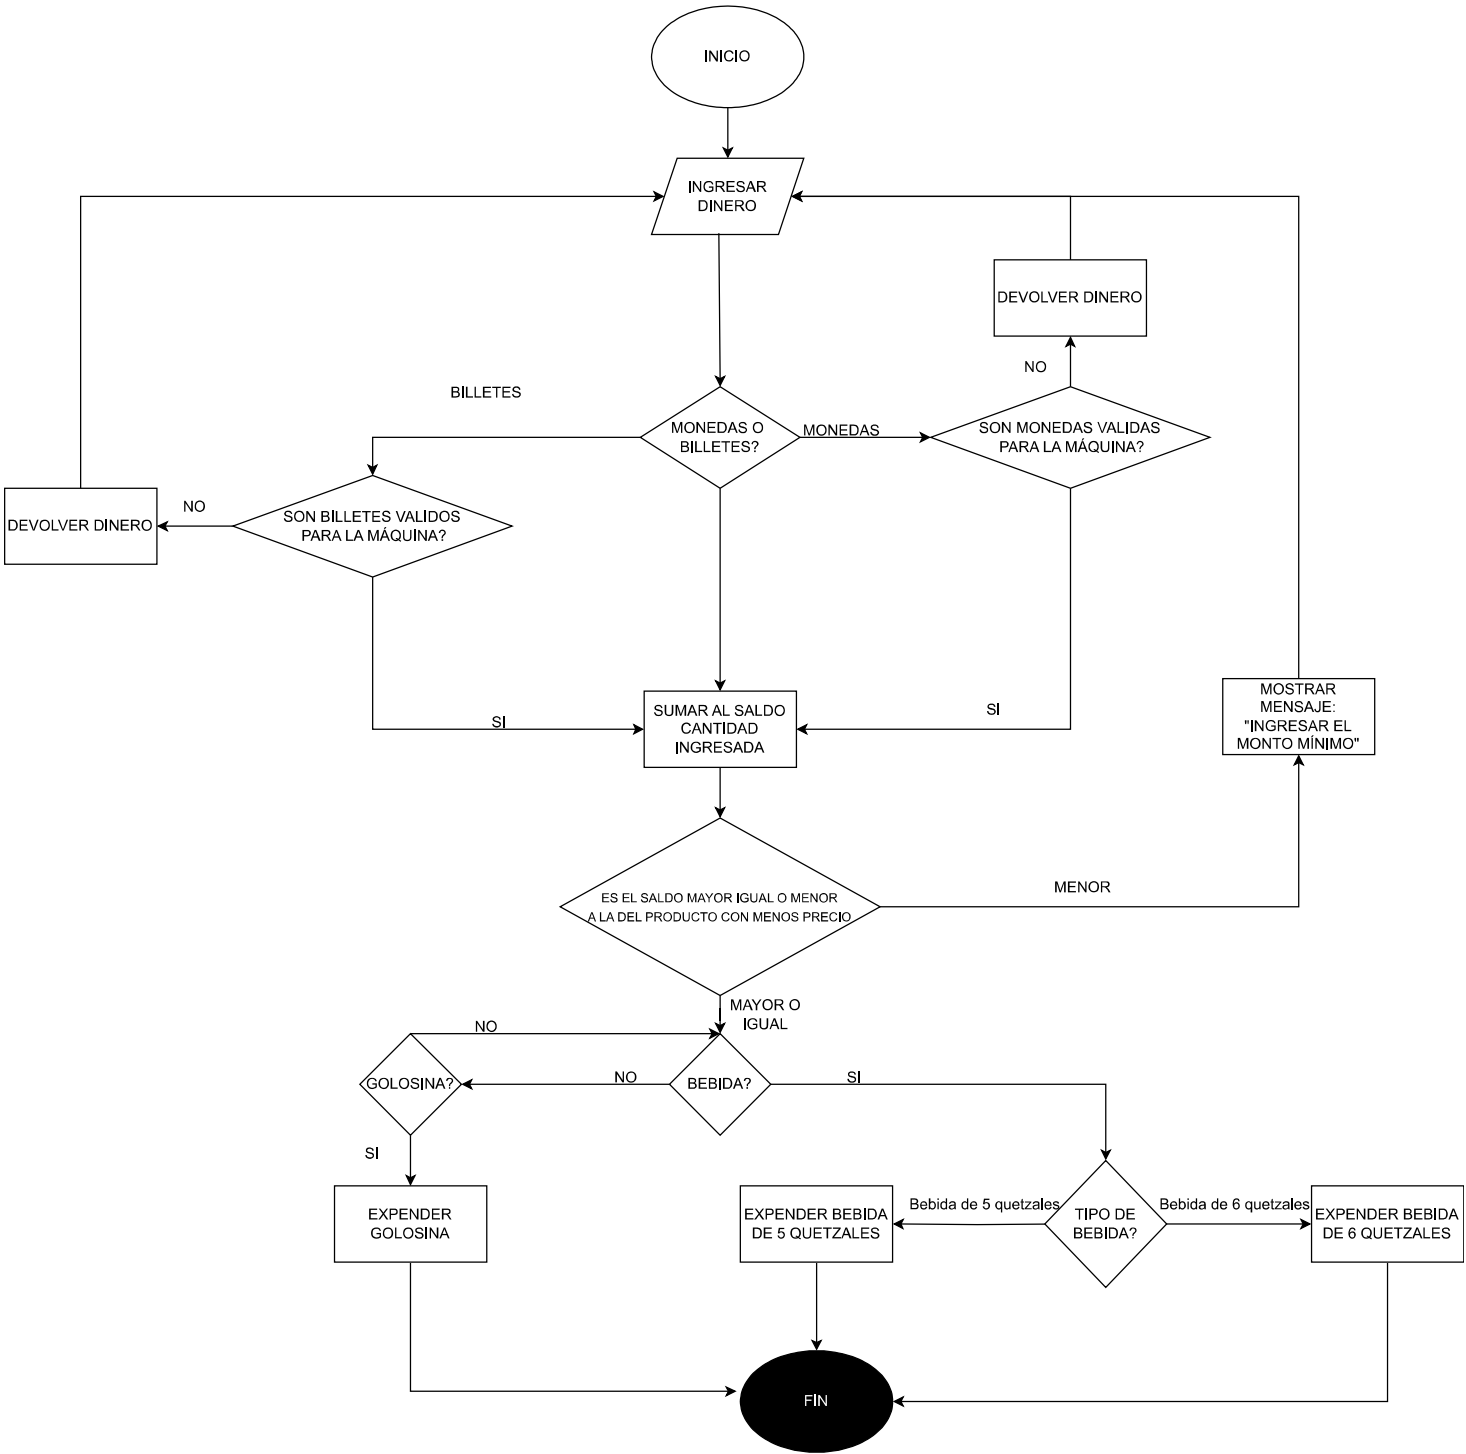 INICIO
INGRESAR
DINERO
DEVOLVER DINERO
NO
BILLETES
MONEDAS O
BILLETES?
MONEDAS
SON MONEDAS VALIDAS
PARA LA MÁQUINA?
DEVOLVER DINERO
NO
SON BILLETES VALIDOS
PARA LA MÁQUINA?
SI
SUMAR AL SALDO
CANTIDAD
INGRESADA
SI
MOSTRAR
MENSAJE:
"INGRESAR EL
MONTO MÍNIMO"
ES EL SALDO MAYOR IGUAL O MENOR
A LA DEL PRODUCTO CON MENOS PRECIO
MENOR
MAYOR O
IGUAL
NO
GOLOSINA?
NO
BEBIDA?
SI
SI
EXPENDER
GOLOSINA
EXPENDER BEBIDA
DE 5 QUETZALES
Bebida de 5 quetzales
TIPO DE
BEBIDA?
Bebida de 6 quetzales
EXPENDER BEBIDA
DE 6 QUETZALES
FIN